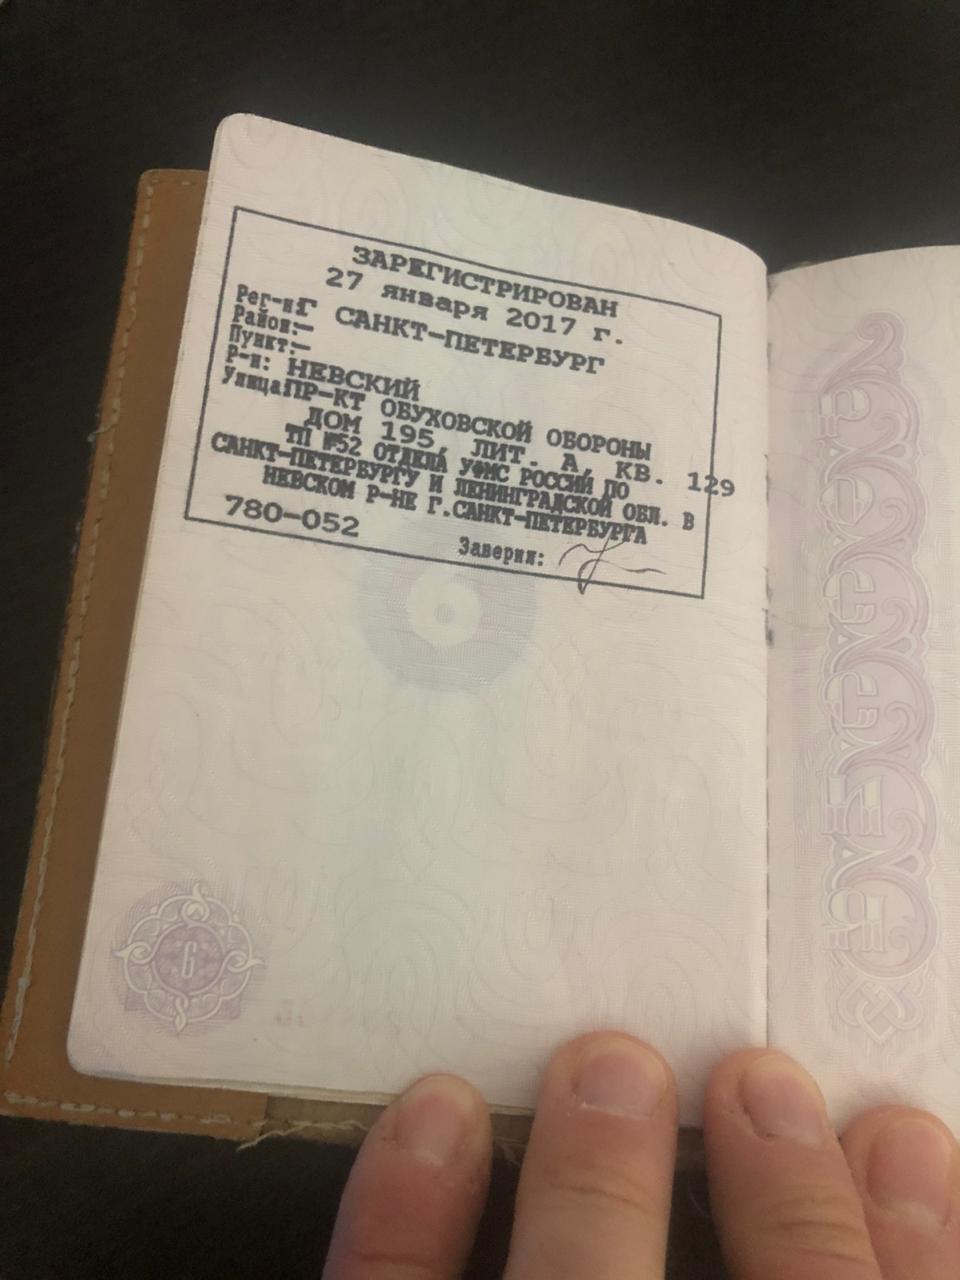 ЗАРЕГИСТРИРОВАН
27 января 2017 г.
Рег-н: Г САНКТ-ПЕТЕРБУРГ
Район:-
Пункт:-
Р-н: НЕВСКИЙ
Улица:ПР-КТ ОБУХОВСКОЙ ОБОРОНЫ
ДОМ 195, ЛИТ. А, КВ. 129
ТП №52 ОТДЕЛА УФМС РОССИИ ПО
САНКТ-ПЕТЕРБУРГУ И ЛЕНИНГРАДСКОЙ ОБЛ. В
НЕВСКОМ Р-НЕ Г.САНКТ-ПЕТЕРБУРГА
780-052
Заверил:
6